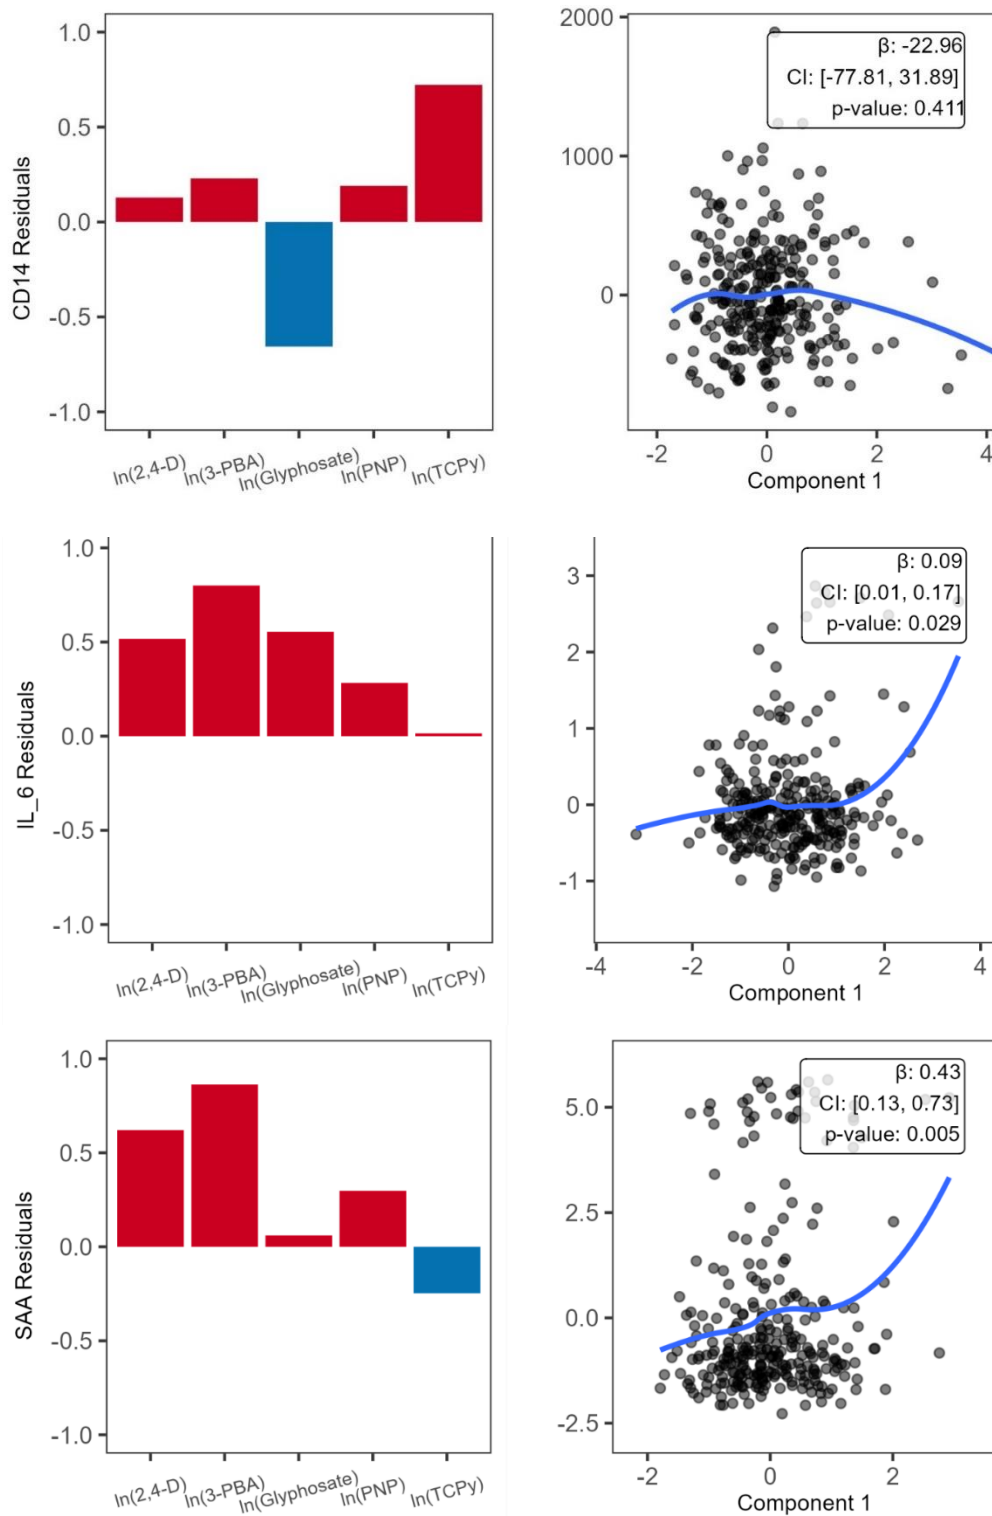 CD14 Residuals
1.0
0.5
0.0
-0.5
-1.0
ln(2,4-D)
ln(3-PBA)
ln(Glyphosate)
ln(PNP)
ln(TCPy)
2000
1000
0
β: -22.96
CI: [-77.81, 31.89]
p-value: 0.411
-2
0
2
4
Component 1
IL_6 Residuals
1.0
0.5
0.0
-0.5
-1.0
ln(2,4-D)
ln(3-PBA)
ln(Glyphosate)
ln(PNP)
ln(TCPy)
3
2
1
0
-1
β: 0.09
CI: [0.01, 0.17]
p-value: 0.029
-4
-2
0
2
4
Component 1
SAA Residuals
1.0
0.5
0.0
-0.5
-1.0
ln(2,4-D)
ln(3-PBA)
ln(Glyphosate)
ln(PNP)
ln(TCPy)
5.0
2.5
0.0
-2.5
β: 0.43
CI: [0.13, 0.73]
p-value: 0.005
-2
0
2
Component 1